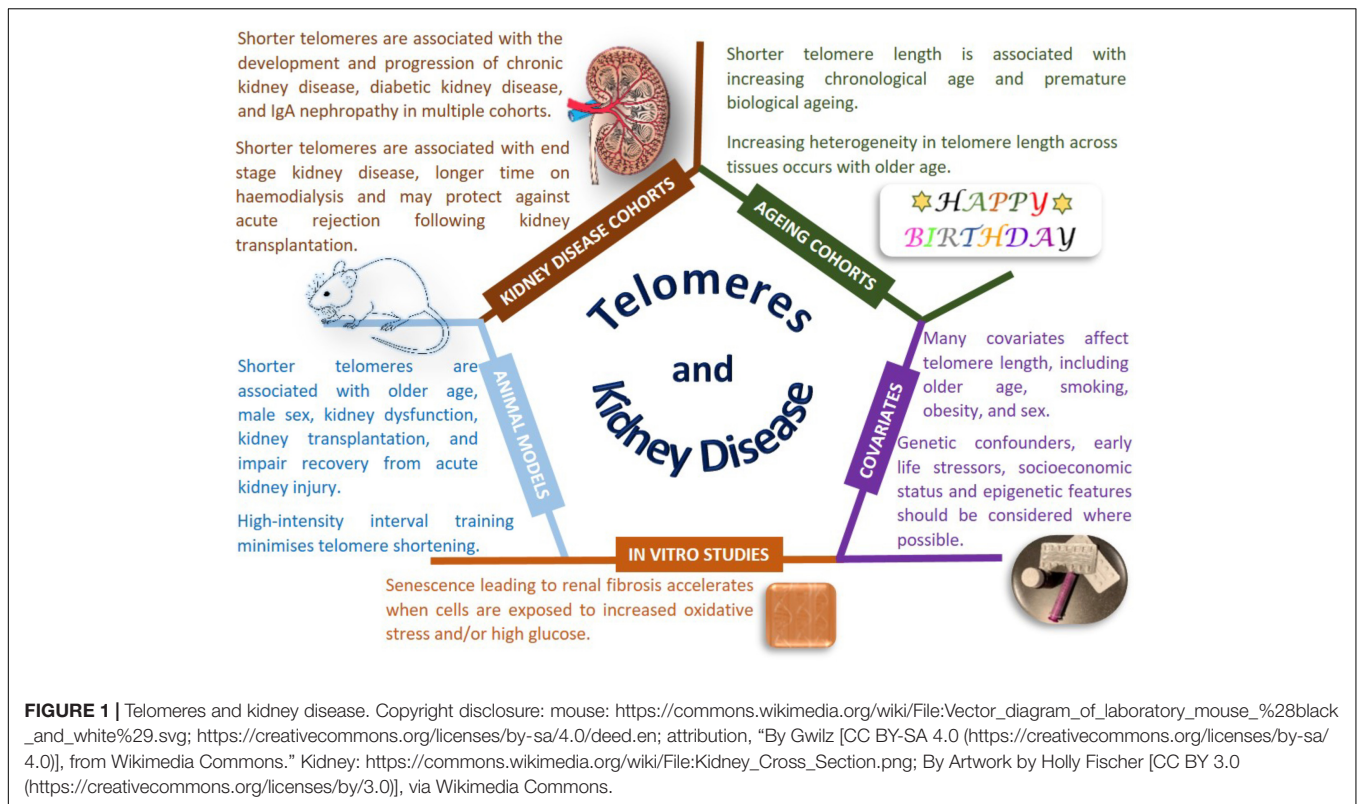 Shorter telomeres are associated with the
development and progression of chronic
kidney disease, diabetic kidney disease,
and IgA nephropathy in multiple cohorts.
Shorter telomeres are associated with end
stage kidney disease, longer time on
haemodialysis and may protect against
acute rejection following kidney
transplantation.
KIDNEY DISEASE COHORTS
Shorter telomere length is associated with
increasing chronological age and premature
biological ageing.
Increasing heterogeneity in telomere length across
tissues occurs with older age.
HAPPY
BIRTHDAY
AGEING COHORTS
Telomeres
and
Kidney Disease
Shorter telomeres are
associated with older age,
male sex, kidney dysfunction,
kidney transplantation, and
impair recovery from acute
kidney injury.
High-intensity interval training
minimises telomere shortening.
ANIMAL MODELS
COVARIATES
Many covariates affect
telomere length, including
older age, smoking,
obesity, and sex.
Genetic confounders, early
life stressors, socioeconomic
status and epigenetic features
should be considered where
possible.
IN VITRO STUDIES
Senescence leading to renal fibrosis accelerates
when cells are exposed to increased oxidative
stress and/or high glucose.
FIGURE 1 | Telomeres and kidney disease. Copyright disclosure: mouse: https://commons.wikimedia.org/wiki/File:Vector_diagram_of_laboratory_mouse_%28black
_and_white%29.svg; https://creativecommons.org/licenses/by-sa/4.0/deed.en; attribution, “By Gwilz [CC BY-SA 4.0 (https://creativecommons.org/licenses/by-sa/
4.0)], from Wikimedia Commons.” Kidney: https://commons.wikimedia.org/wiki/File:Kidney_Cross_Section.png; By Artwork by Holly Fischer [CC BY 3.0
(https://creativecommons.org/licenses/by/3.0)], via Wikimedia Commons.